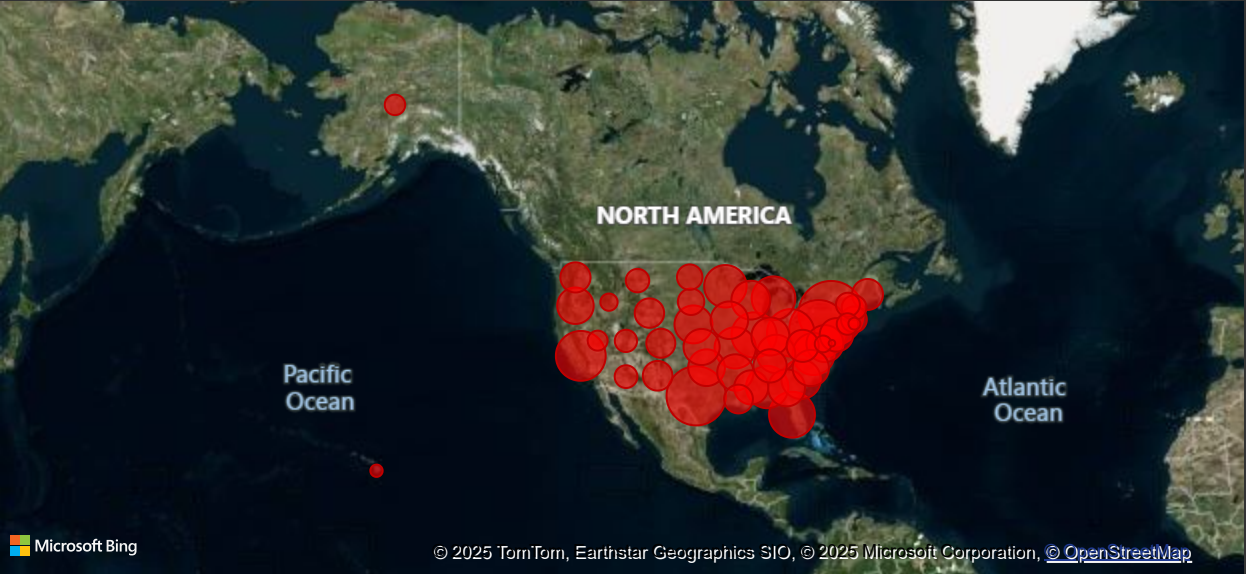 NORTH AMERICA
Pacific
Ocean
Atlantic
Ocean
Microsoft Bing
© 2025 TomTom, Earthstar Geographics SIO, © 2025 Microsoft Corporation, © OpenStreetMap